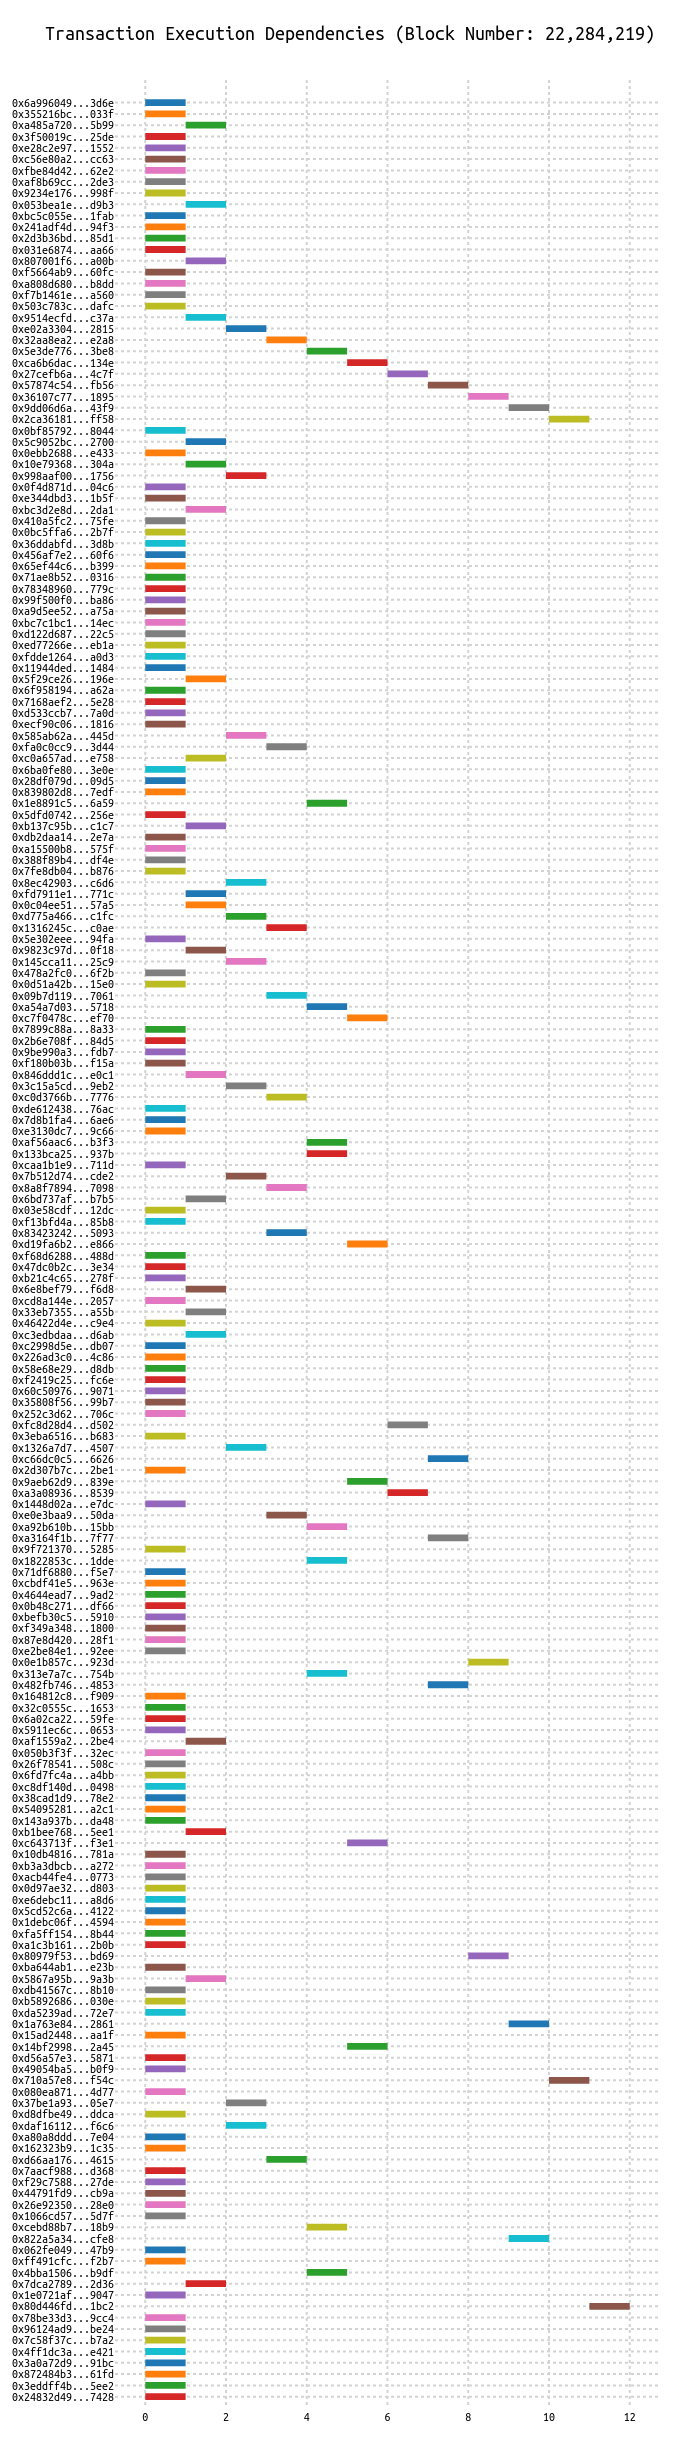 Transaction Execution Dependencies (Block Number: 22,284,219)
0x6a996049...3d6e
0x355216bc...033f
0xa485a720...5b99
0x3f50019c...25de
0xe28c2e97...1552
0xc56e80a2...cc63
0xfbe84d42...62e2
0xaf8b69cc...2de3
0x9234e176...998f
0x053bea1e...d9b3
0xbc5c055e...1fab
0x241adf4d...94f3
0x2d3b36bd...85d1
0x031e6874...aa66
0x807001f6...a00b
0xf5664ab9...60fc
0xa808d680...b8dd
0xf7b1461e...a560
0x503c783c...dafc
0x9514ecfd...c37a
0xe02a3304...2815
0x32aa8ea2...e2a8
0x5e3de776...3be8
0xca6b6dac...134e
0x27cefb6a...4c7f
0x57874c54...fb56
0x36107c77...1895
0x9dd06d6a...43f9
0x2ca36181...ff58
0x0bf85792...8044
0x5c9052bc...2700
0x0ebb2688...e433
0x10e79368...304a
0x998aaf00...1756
0x0f4d871d...04c6
0xe344dbd3...1b5f
0xbc3d2e8d...2da1
0x410a5fc2...75fe
0x0bc5ffa6...2b7f
0x36ddabfd...3d8b
0x456af7e2...60f6
0x65ef44c6...b399
0x71ae8b52...0316
0x78348960...779c
0x99f500f0...ba86
0xa9d5ee52...a75a
0xbc7c1bc1...14ec
0xd122d687...22c5
0xed77266e...eb1a
0xfdde1264...a0d3
0x11944ded...1484
0x5f29ce26...196e
0x6f958194...a62a
0x7168aef2...5e28
0xd533ccb7...7a0d
0xecf90c06...1816
0x585ab62a...445d
0xfa0c0cc9...3d44
0xc0a657ad...e758
0x6ba0fe80...3e0e
0x28df079d...09d5
0x839802d8...7edf
0x1e8891c5...6a59
0x5dfd0742...256e
0xb137c95b...c1c7
0xdb2daa14...2e7a
0xa15500b8...575f
0x388f89b4...df4e
0x7fe8db04...b876
0x8ec42903...c6d6
0xfd7911e1...771c
0x0c04ee51...57a5
0xd775a466...c1fc
0x1316245c...c0ae
0x5e302eee...94fa
0x9823c97d...0f18
0x145cca11...25c9
0x478a2fc0...6f2b
0x0d51a42b...15e0
0x09b7d119...7061
0xa54a7d03...5718
0xc7f0478c...ef70
0x7899c88a...8a33
0x2b6e708f...84d5
0x9be990a3...fdb7
0xf180b03b...f15a
0x846ddd1c...e0c1
0x3c15a5cd...9eb2
0xc0d3766b...7776
0xde612438...76ac
0x7d8b1fa4...6ae6
0xe3130dc7...9c66
0xaf56aac6...b3f3
0x133bca25...937b
0xcaa1b1e9...711d
0x7b512d74...cde2
0x8a8f7894...7098
0x6bd737af...b7b5
0x03e58cdf...12dc
0xf13bfd4a...85b8
0x83423242...5093
0xd19fa6b2...e866
0xf68d6288...488d
0x47dc0b2c...3e34
0xb21c4c65...278f
0x6e8bef79...f6d8
0xcd8a144e...2057
0x33eb7355...a55b
0x46422d4e...c9e4
0xc3edbdaa...d6ab
0xc2998d5e...db07
0x226ad3c0...4c86
0x58e68e29...d8db
0xf2419c25...fc6e
0x60c50976...9071
0x35808f56...99b7
0x252c3d62...706c
0xfc8d28d4...d502
0x3eba6516...b683
0x1326a7d7...4507
0xc66dc0c5...6626
0x2d307b7c...2be1
0x9aeb62d9...839e
0xa3a08936...8539
0x1448d02a...e7dc
0xe0e3baa9...50da
0xa92b610b...15bb
0xa3164f1b...7f77
0x9f721370...5285
0x1822853c...1dde
0x71df6880...f5e7
0xcbdf41e5...963e
0x4644ead7...9ad2
0x0b48c271...df66
0xbefb30c5...5910
0xf349a348...1800
0x87e8d420...28f1
0xe2be84e1...92ee
0x0e1b857c...923d
0x313e7a7c...754b
0x482fb746...4853
0x164812c8...f909
0x32c0555c...1653
0x6a02ca22...59fe
0x5911ec6c...0653
0xaf1559a2...2be4
0x050b3f3f...32ec
0x26f78541...508c
0x6fd7fc4a...a4bb
0xc8df140d...0498
0x38cad1d9...78e2
0x54095281...a2c1
0x143a937b...da48
0xb1bee768...5ee1
0xc643713f...f3e1
0x10db4816...781a
0xb3a3dbcb...a272
0xacb44fe4...0773
0x0d97ae32...d803
0xe6debc11...a8d6
0x5cd52c6a...4122
0x1debc06f...4594
0xfa5ff154...8b44
0xa1c3b161...2b0b
0x80979f53...bd69
0xba644ab1...e23b
0x5867a95b...9a3b
0xdb41567c...8b10
0xb5892686...030e
0xda5239ad...72e7
0x1a763e84...2861
0x15ad2448...aa1f
0x14bf2998...2a45
0xd56a57e3...5871
0x49054ba5...b0f9
0x710a57e8...f54c
0x080ea871...4d77
0x37be1a93...05e7
0xd8dfbe49...ddca
0xdaf16112...f6c6
0xa80a8ddd...7e04
0x162323b9...1c35
0xd66aa176...4615
0x7aacf988...d368
0xf29c7588...27de
0x44791fd9...cb9a
0x26e92350...28e0
0x1066cd57...5d7f
0xcebd88b7...18b9
0x822a5a34...cfe8
0x062fe049...47b9
0xff491cfc...f2b7
0x4bba1506...b9df
0x7dca2789...2d36
0x1e0721af...9047
0x80d446fd...1bc2
0x78be33d3...9cc4
0x96124ad9...be24
0x7c58f37c...b7a2
0x4ff1dc3a...e421
0x3a0a72d9...91bc
0x872484b3...61fd
0x3eddff4b...5ee2
0x24832d49...7428
0 2 4 6 8 10 12